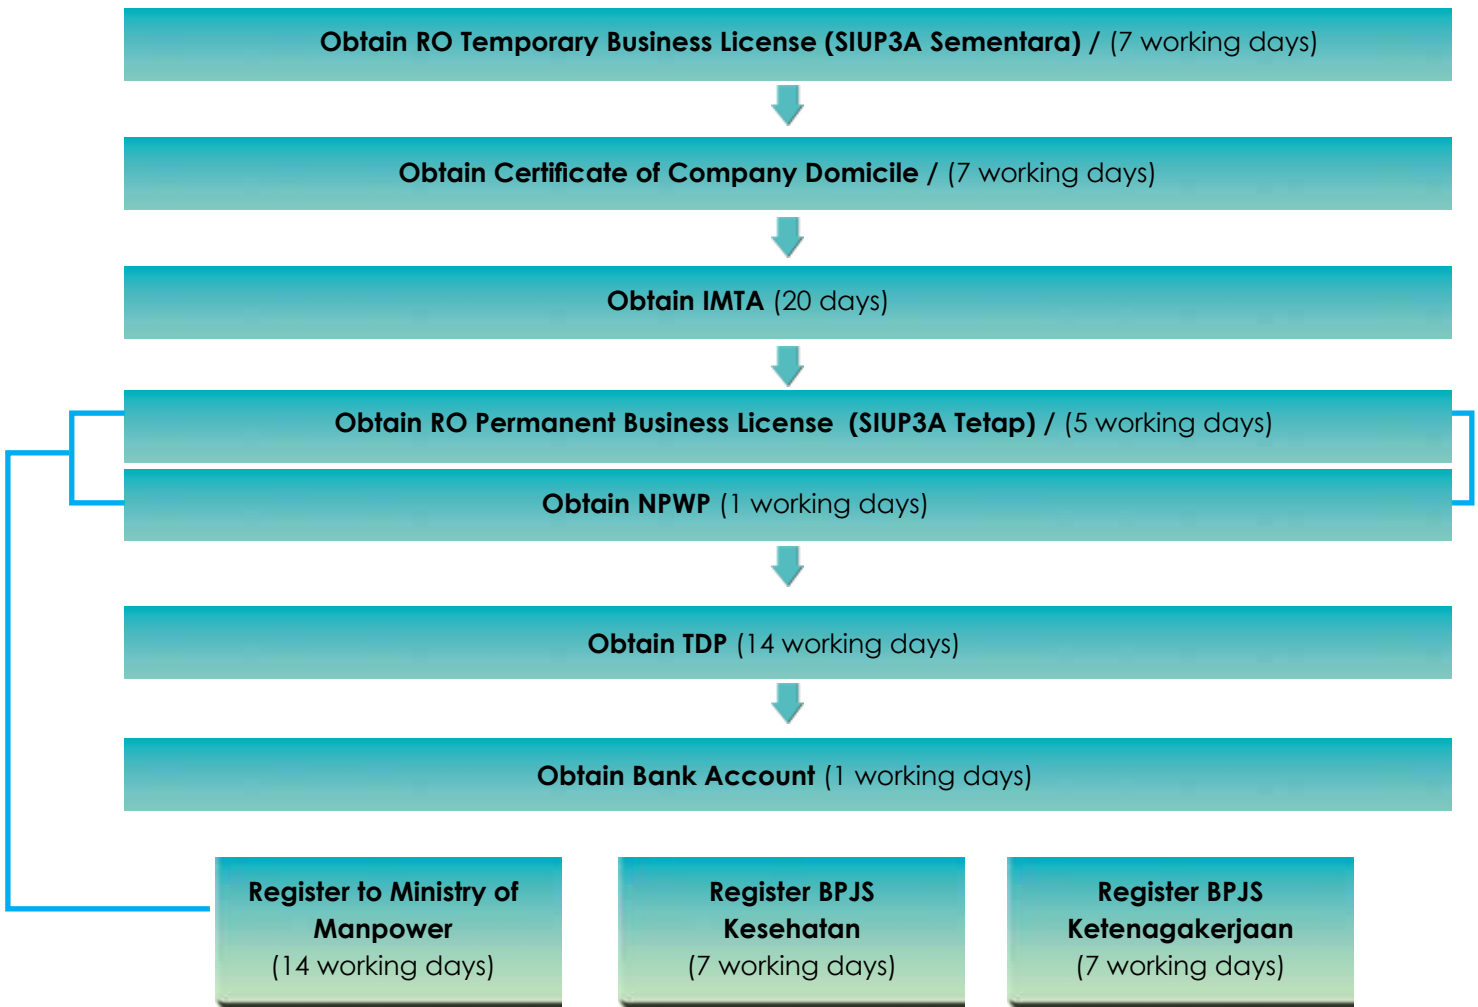 Obtain RO Temporary Business License (SIUP3A Sementara) / (7 working days)
Obtain Certificate of Company Domicile / (7 working days)
Obtain IMTA (20 days)
Obtain RO Permanent Business License (SIUP3A Tetap) / (5 working days)
Obtain NPWP (1 working days)
Obtain TDP (14 working days)
Obtain Bank Account (1 working days)
Register to Ministry of
Manpower
(14 working days)
Register BPJS
Kesehatan
(7 working days)
Register BPJS
Ketenagakerjaan
(7 working days)